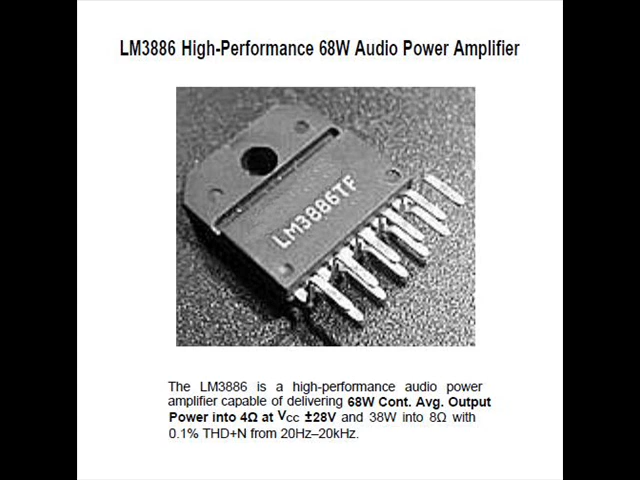 LM3886 High-Performance 68W Audio Power Amplifier
LM3886TF
The LM3886 is a high-performance audio power
amplifier capable of delivering 68W Cont. Avg. Output
Power into 4Ω at Vcc ±28V and 38W into 8Ω with
0.1% THD+N from 20Hz–20kHz.